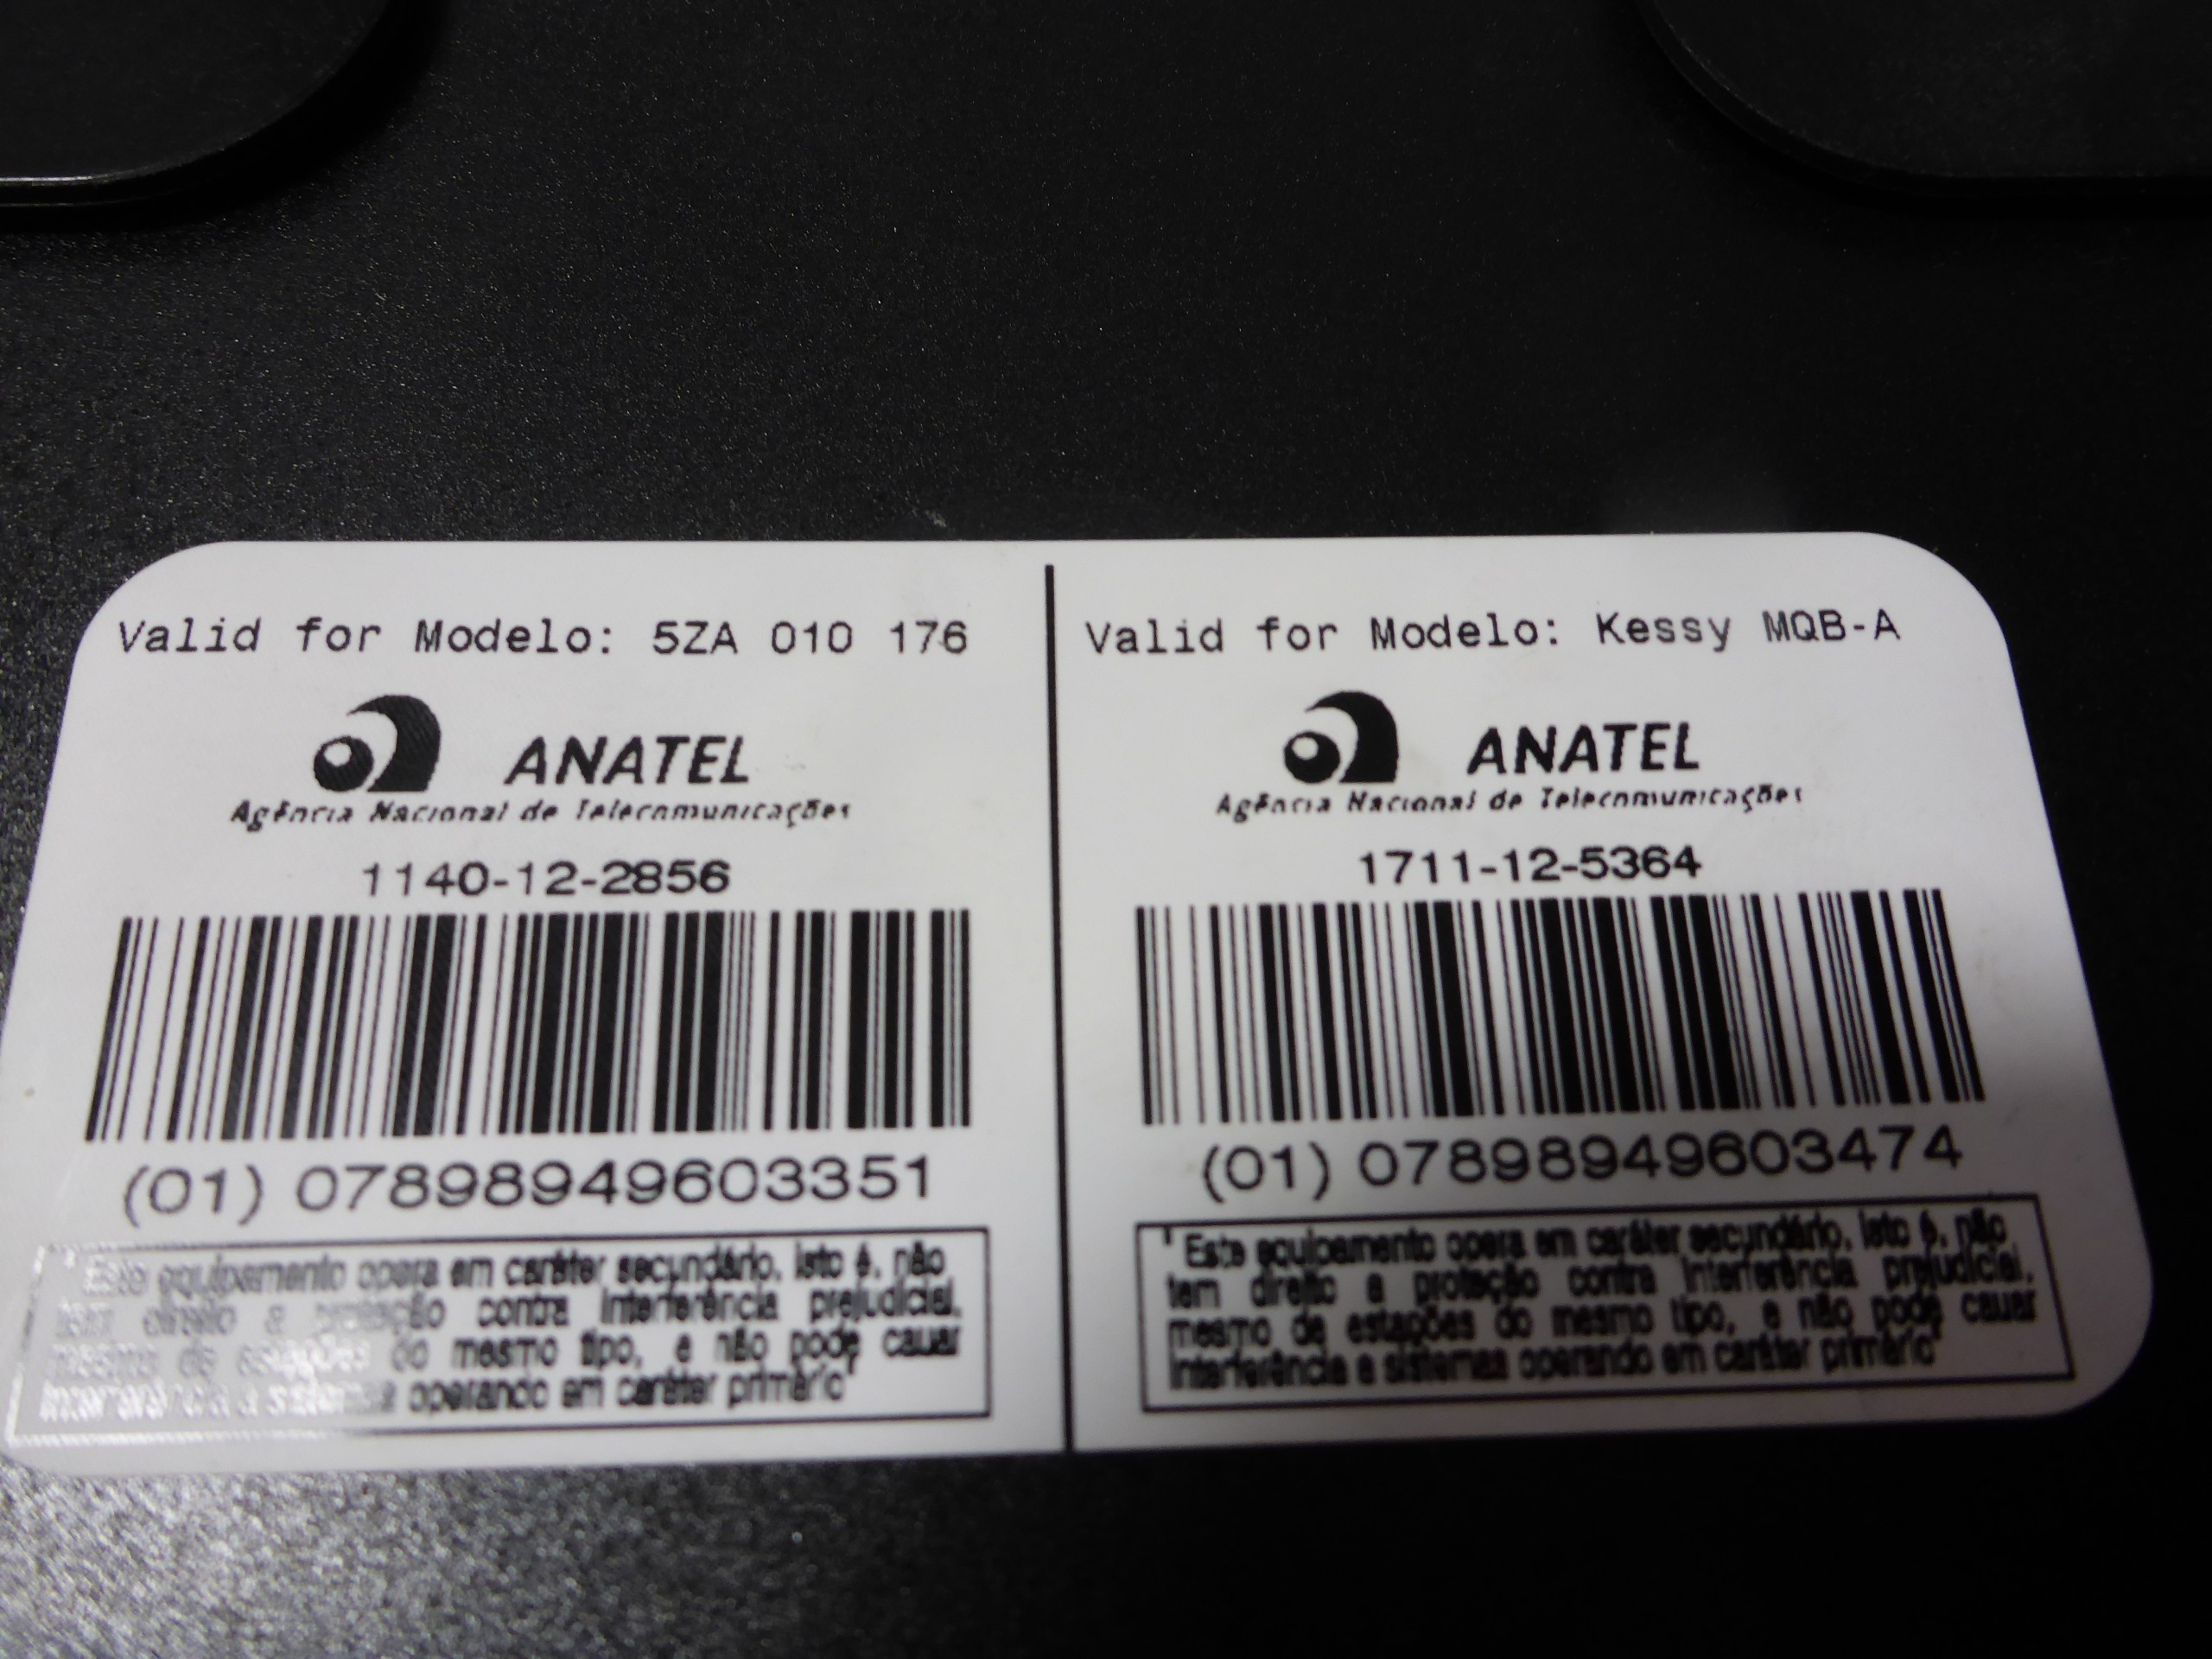 Valid for Modelo: 5ZA 010 176
ANATEL
Agência Nacional de Telecomunicações
1140-12-2856
(01) 07898949603351
Este equipamento opera em caráter secundário, isto é, não
tem direito a proteção contra interferência prejudicial,
mesmo de estações do mesmo tipo, e não pode cauar
interferência a sistemas operando em caráter primário
Valid for Modelo: Kessy MQB-A
ANATEL
Agência Nacional de Telecomunicações
1711-12-5364
(01) 07898949603474
Este equipamento opera em caráter secundário, isto é, não
tem direito a proteção contra interferência prejudicial,
mesmo de estações do mesmo tipo, e não pode cauar
interferência e sistemas operando em caráter primário